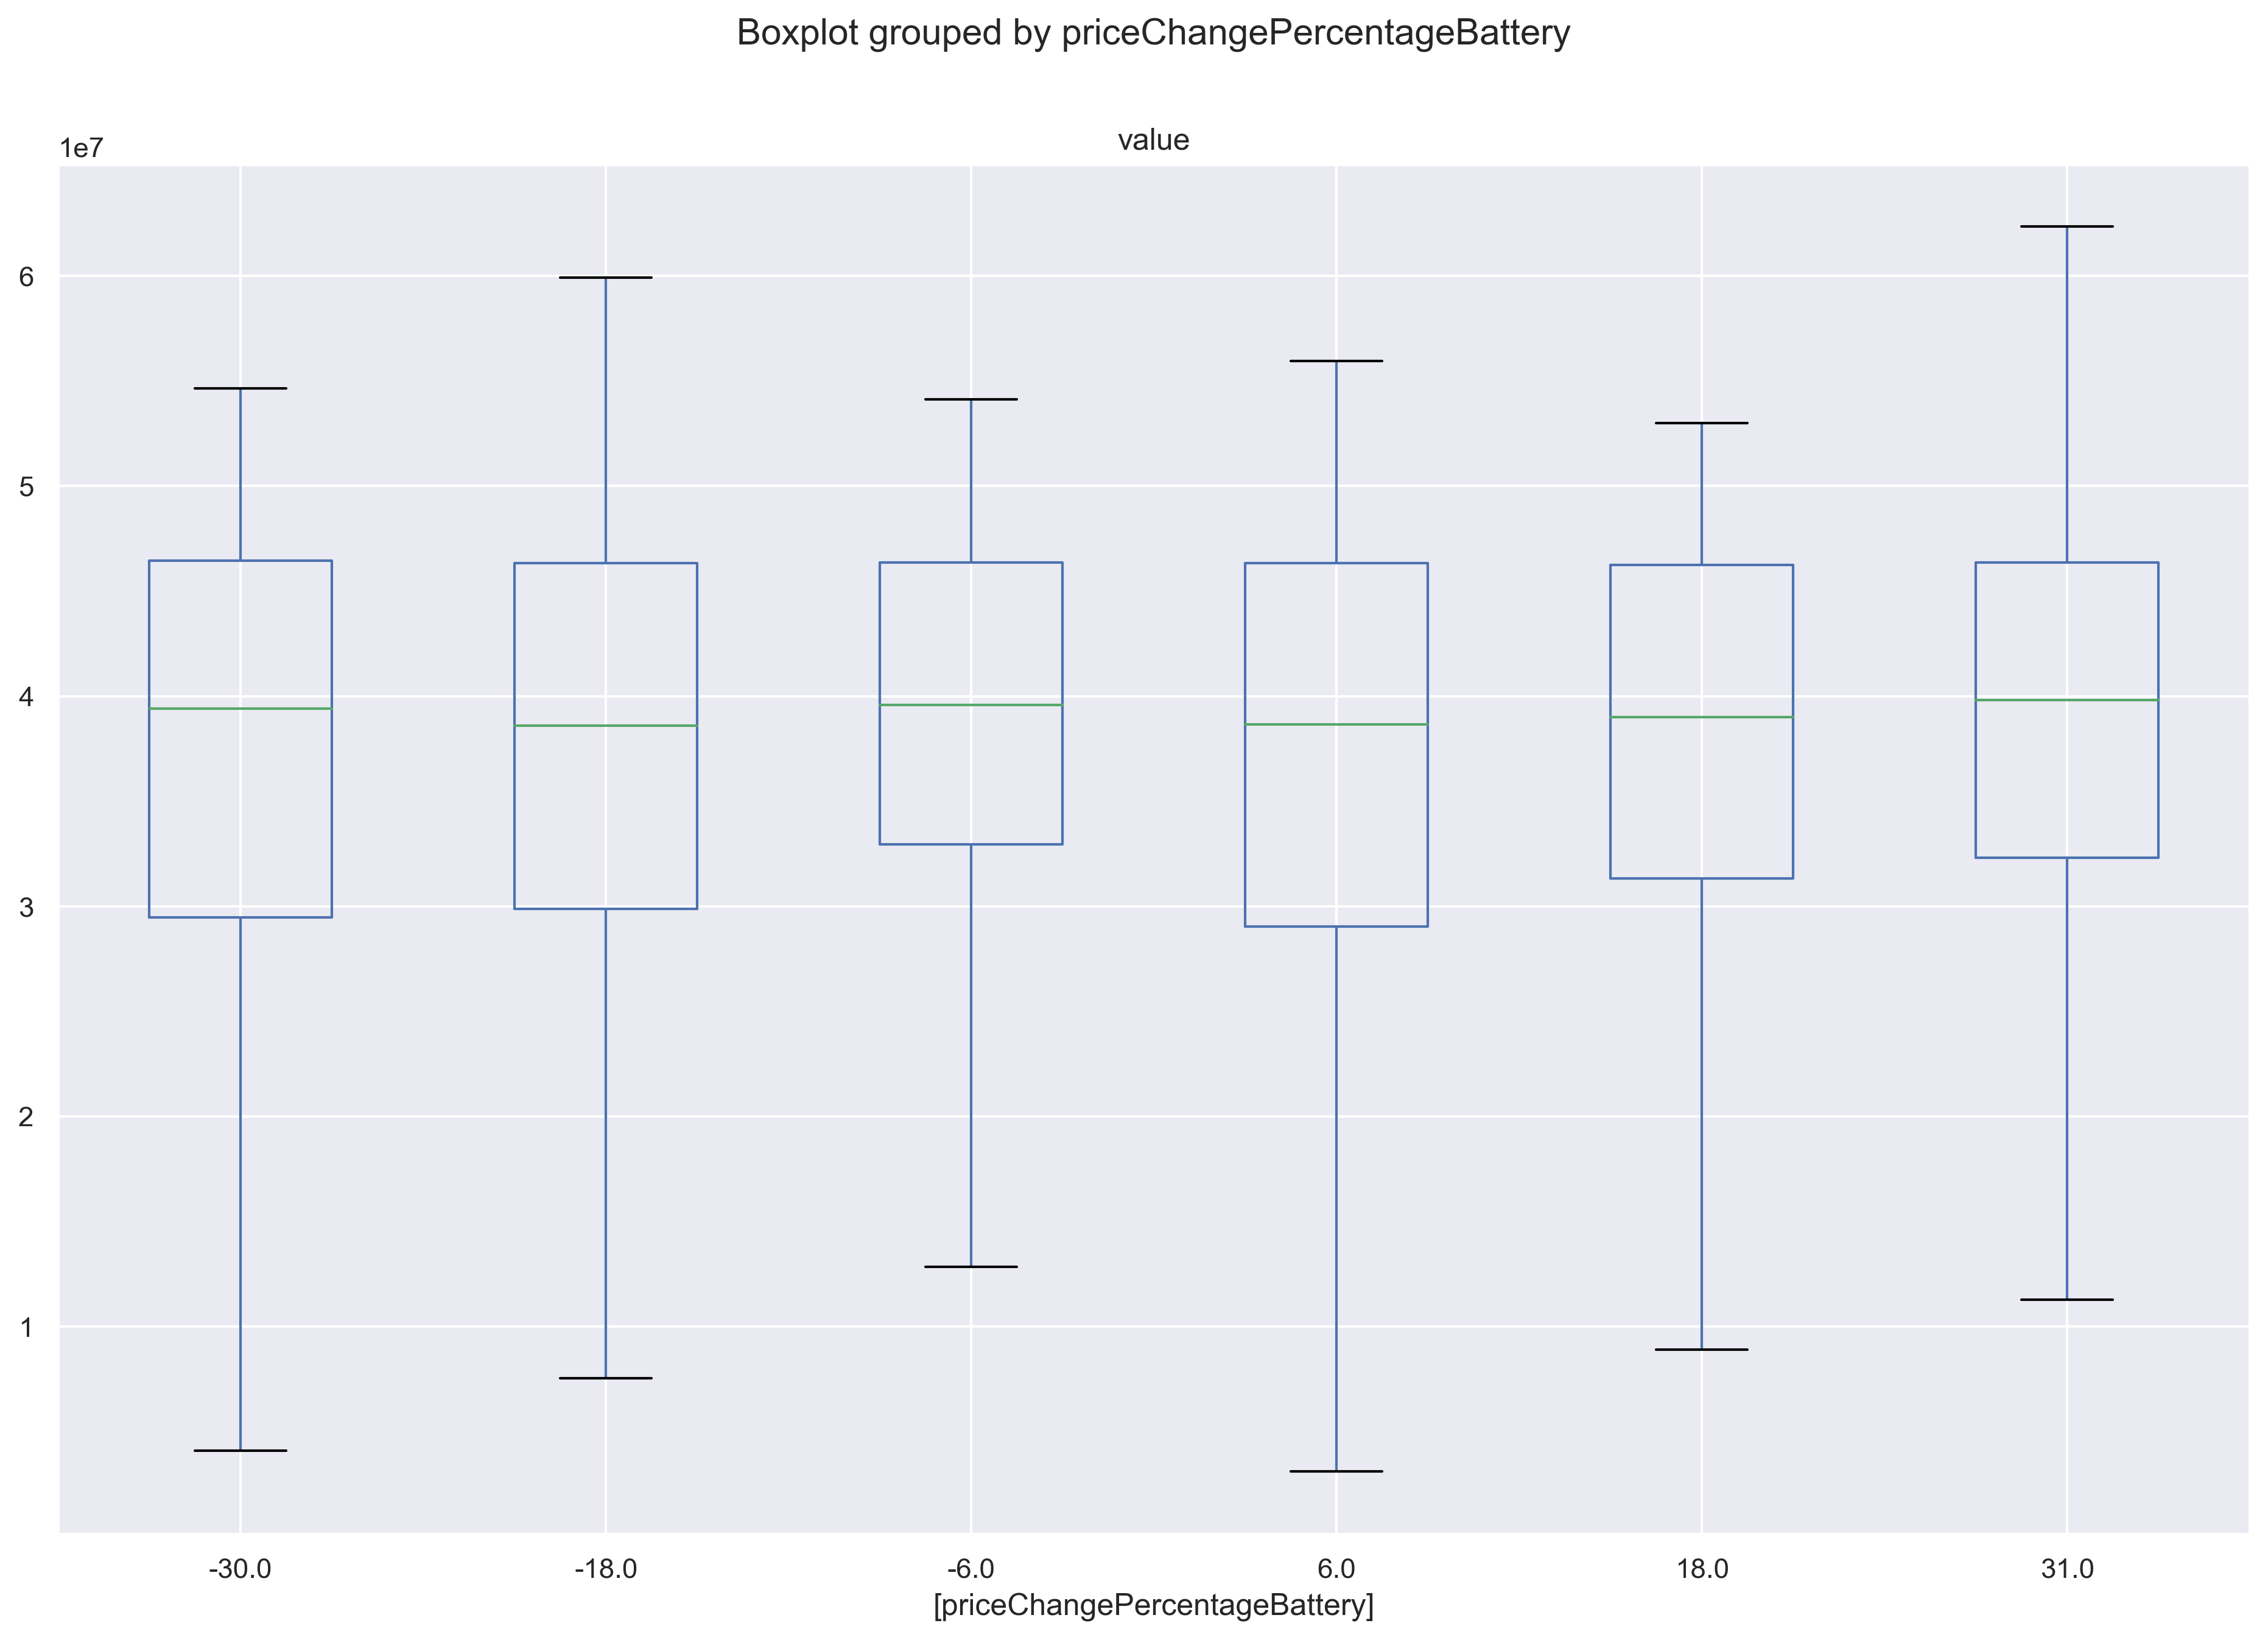 Boxplot grouped by priceChangePercentageBattery
value
1e7
6
5
4
3
2
1
-30.0 -18.0 -6.0 6.0 18.0 31.0
[priceChangePercentageBattery]